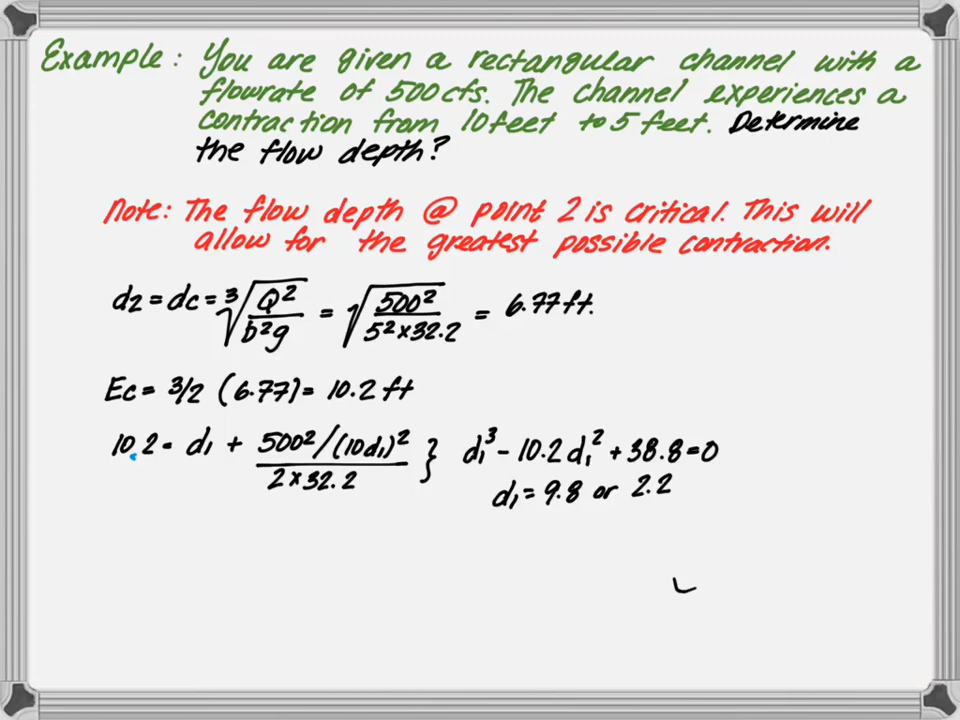 Example: You are given a rectangular channel with a
flowrate of 500cfs. The channel experiences a
contraction from 10feet to 5 feet. Determine
the flow depth?
Note: The flow depth @ point 2 is critical. This will
allow for the greatest possible contraction.
d2 = dc = ∛(Q²/b²g) = √(500²/5²×32.2) = 6.77ft.
Ec = 3/2 (6.77) = 10.2 ft
10.2 = d₁ + (500²/(10d₁)²)/(2×32.2) } d₁³ - 10.2d₁² + 38.8 = 0
d₁ = 9.8 or 2.2